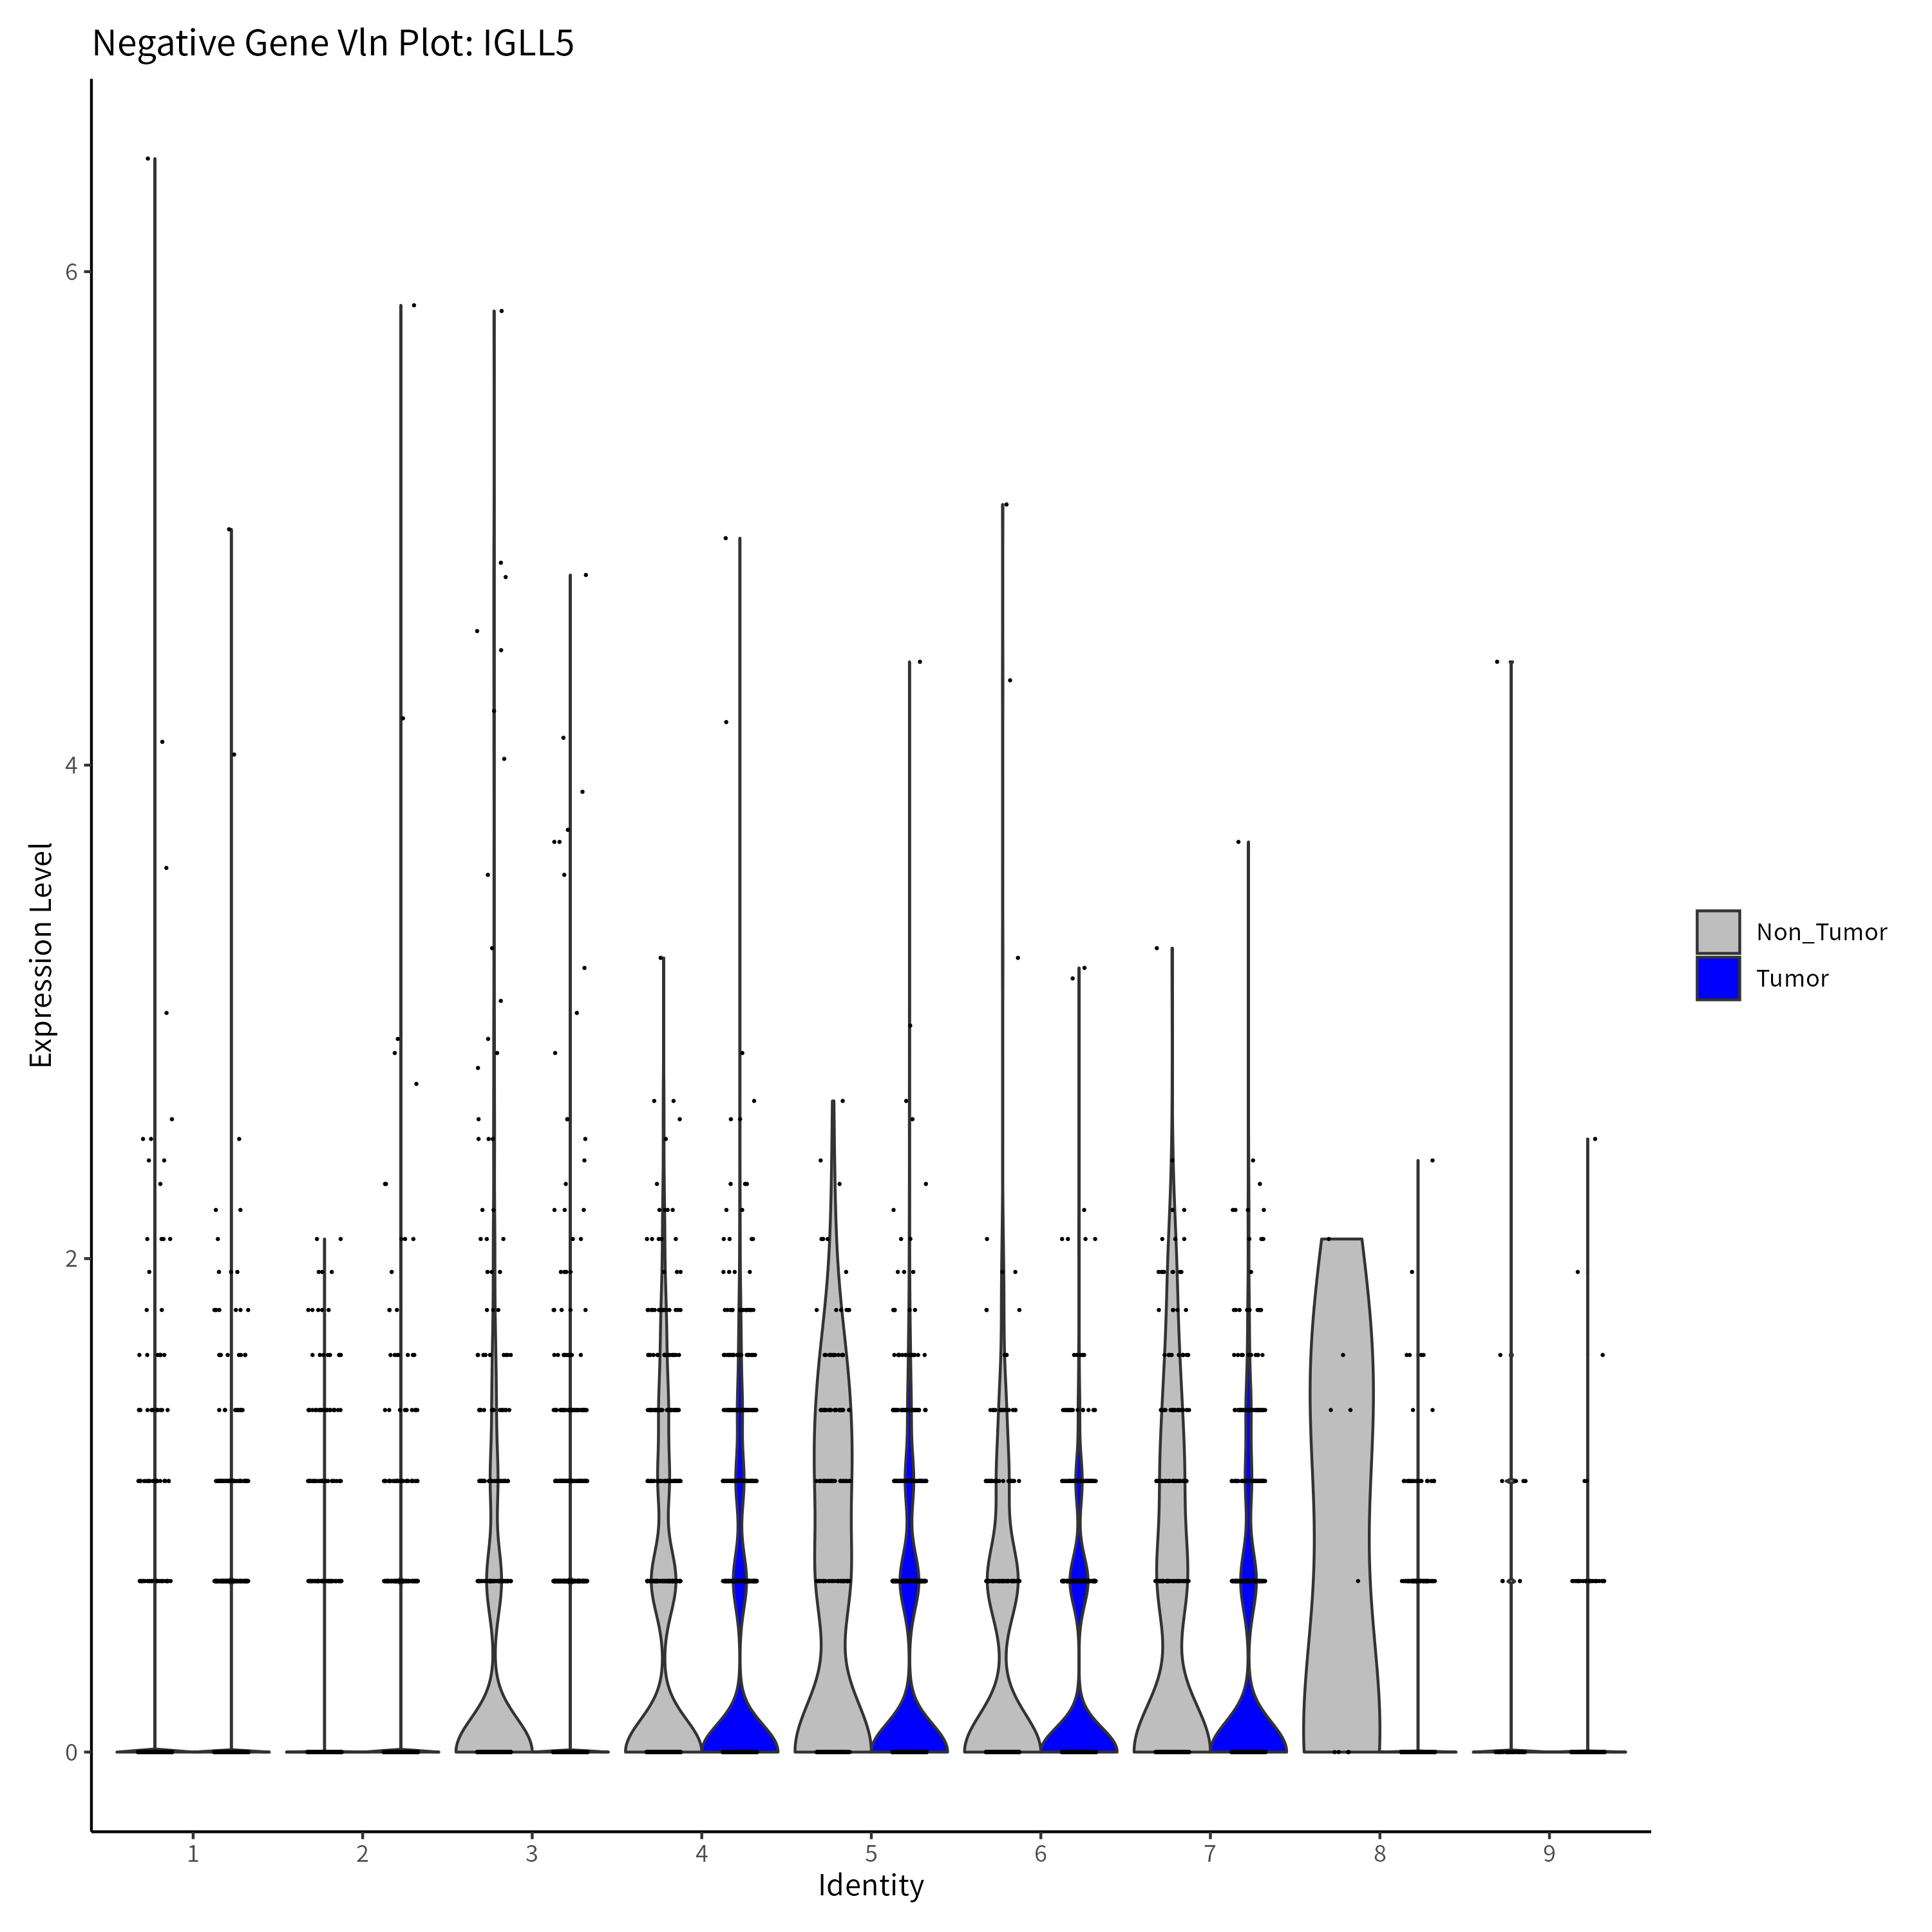 Negative Gene Vln Plot: IGLL5
Expression Level
6
4
2
0
1 2 3 4 5 6 7 8 9
Identity
Non_Tumor
Tumor